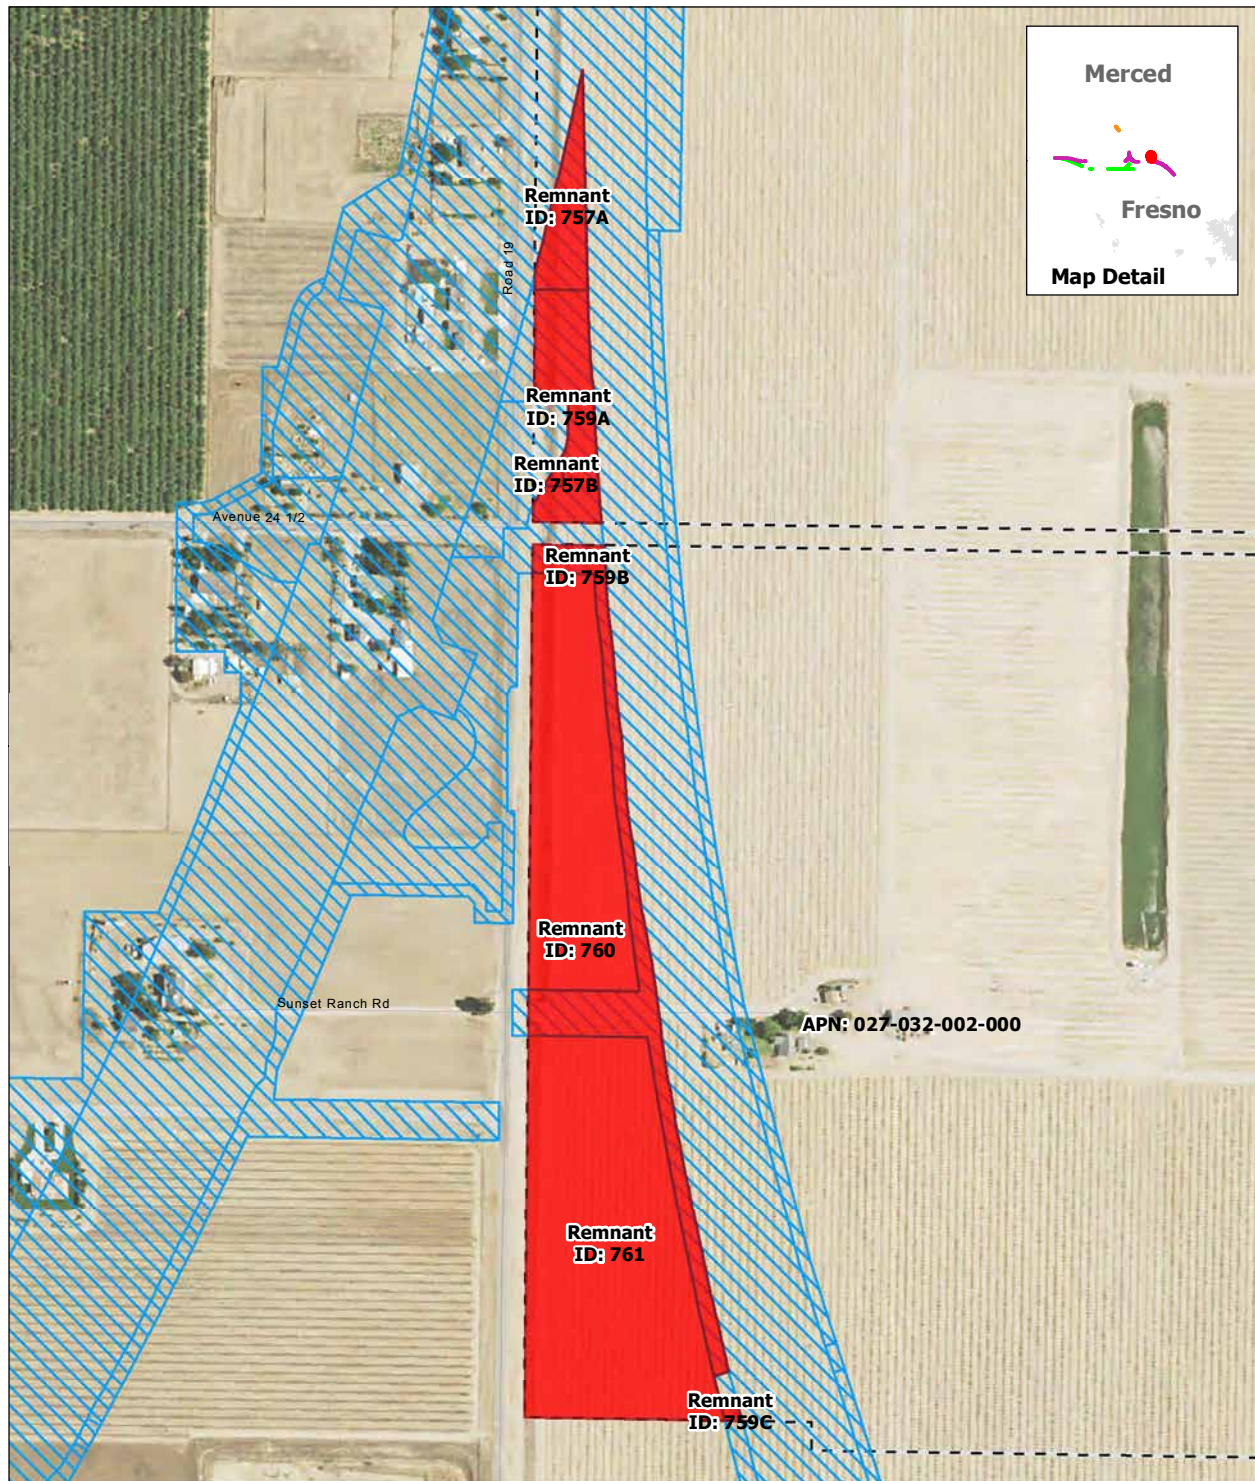 Merced
Fresno
Map Detail
Remnant
ID: 757A
Road 19
Remnant
ID: 759A
Remnant
ID: 757B
Avenue 24 1/2
Remnant
ID: 759B
Remnant
ID: 760
Sunset Ranch Rd
APN: 027-032-002-000
Remnant
ID: 761
Remnant
ID: 759C